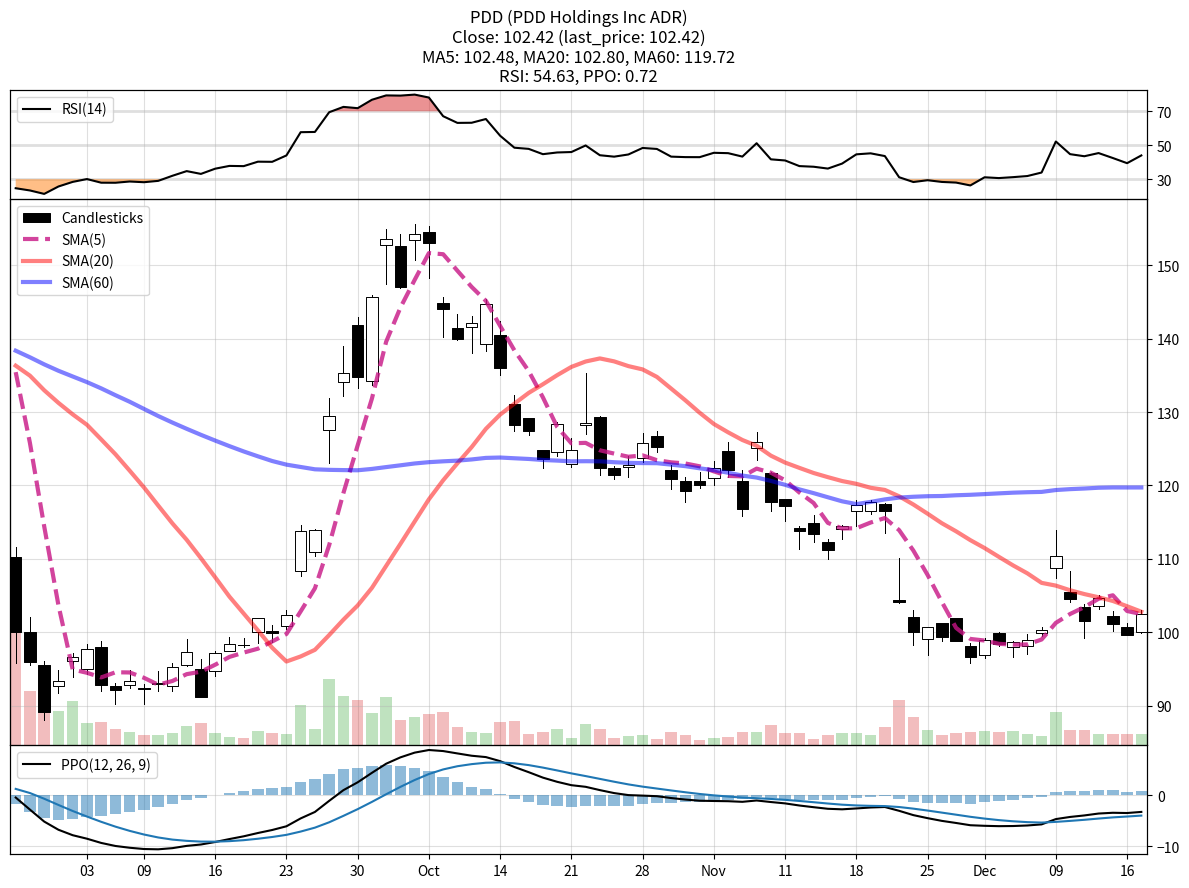 PDD (PDD Holdings Inc ADR)
Close: 102.42 (last_price: 102.42)
MA5: 102.48, MA20: 102.80, MA60: 119.72
RSI: 54.63, PPO: 0.72
RSI(14)
70
50
30
Candlesticks
SMA(5)
SMA(20)
SMA(60)
150
140
130
120
110
100
90
PPO(12, 26, 9)
0
−10
03 09 16 23 30 Oct 14 21 28 Nov 11 18 25 Dec 09 16